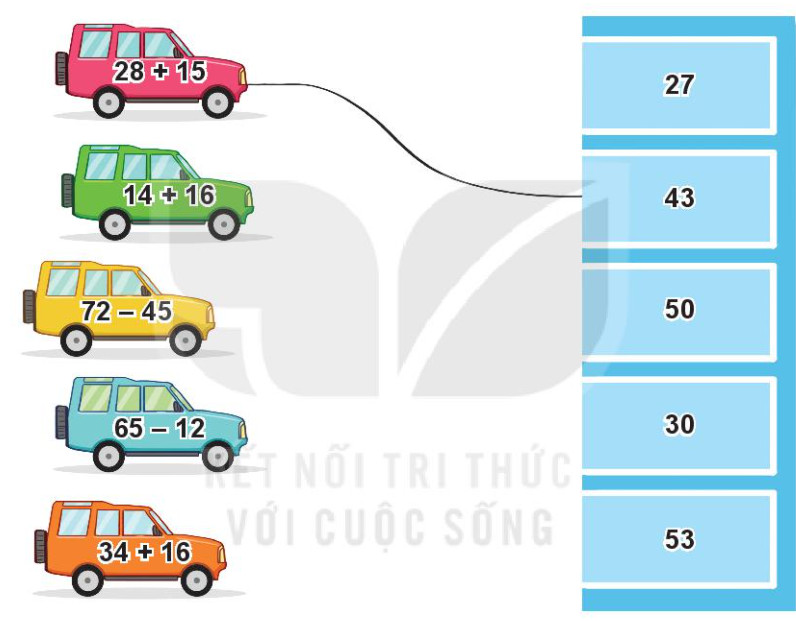 28 + 15
27
14 + 16
43
72 – 45
50
65 – 12
30
34 + 16
53
KẾT NỐI TRI THỨC
VỚI CUỘC SỐNG